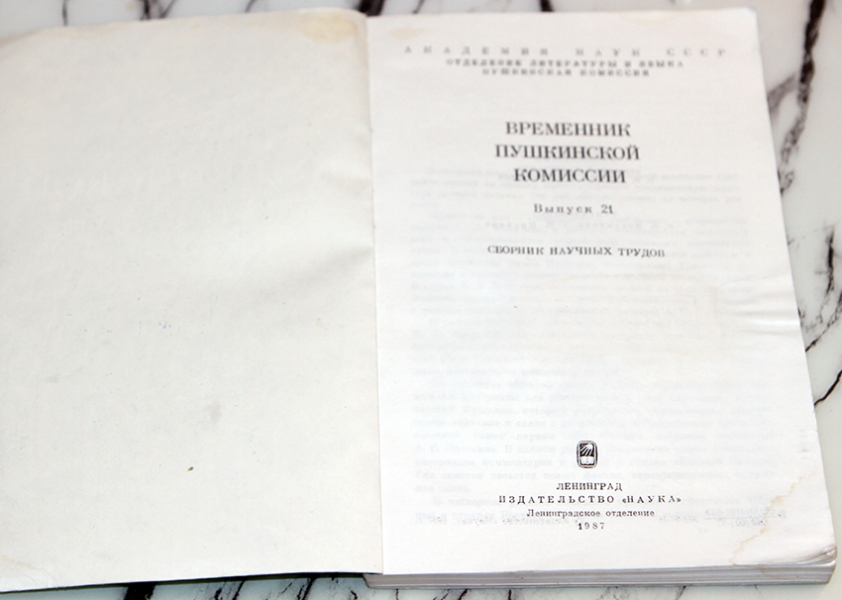 АКАДЕМИЯ НАУК СССР
ОТДЕЛЕНИЕ ЛИТЕРАТУРЫ И ЯЗЫКА
ПУШКИНСКАЯ КОМИССИЯ
ВРЕМЕННИК
ПУШКИНСКОЙ
КОМИССИИ
Выпуск 21
СБОРНИК НАУЧНЫХ ТРУДОВ
ЛЕНИНГРАД
ИЗДАТЕЛЬСТВО «НАУКА»
Ленинградское отделение
1987